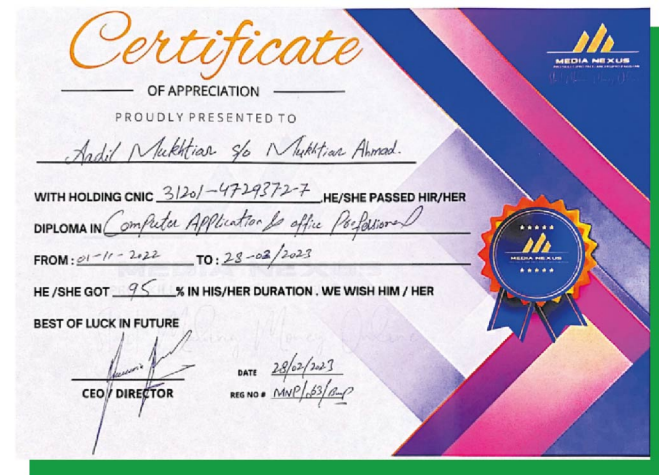 Certificate
OF APPRECIATION
PROUDLY PRESENTED TO
Aadil Mukhtiar S/o Mukhtiar Ahmad.
WITH HOLDING CNIC 31201-4729372-7 ,HE/SHE PASSED HIR/HER
DIPLOMA IN Computer Application & office Professional
FROM : 01-11-2022 TO : 28-02/2023
HE /SHE GOT 95 % IN HIS/HER DURATION . WE WISH HIM / HER
BEST OF LUCK IN FUTURE
CEO / DIRECTOR
DATE 28/02/2023
REG NO # MNP/63/
MEDIA NEXUS
MEDIA NEXUS